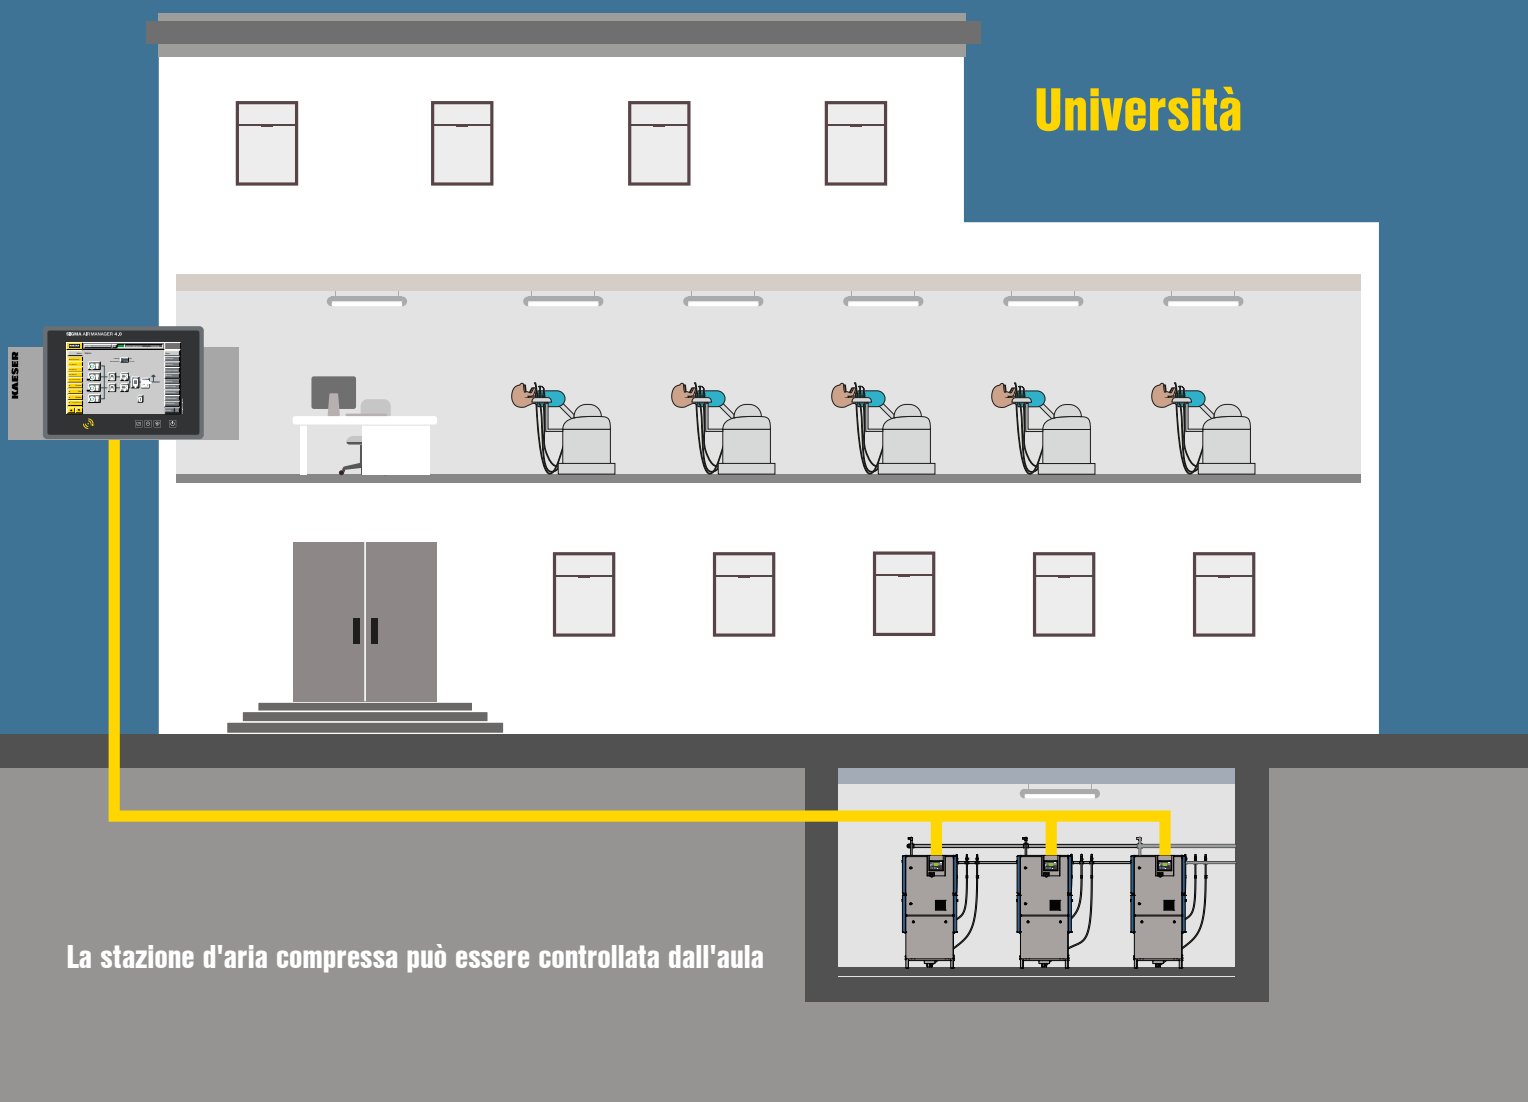 Università
SIGMA AIR MANAGER 4.0
KAESER
La stazione d'aria compressa può essere controllata dall'aula